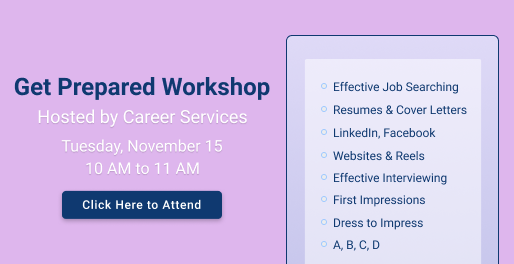 Get Prepared Workshop
Hosted by Career Services
Tuesday, November 15
10 AM to 11 AM
Click Here to Attend
Effective Job Searching
Resumes & Cover Letters
LinkedIn, Facebook
Websites & Reels
Effective Interviewing
First Impressions
Dress to Impress
A, B, C, D